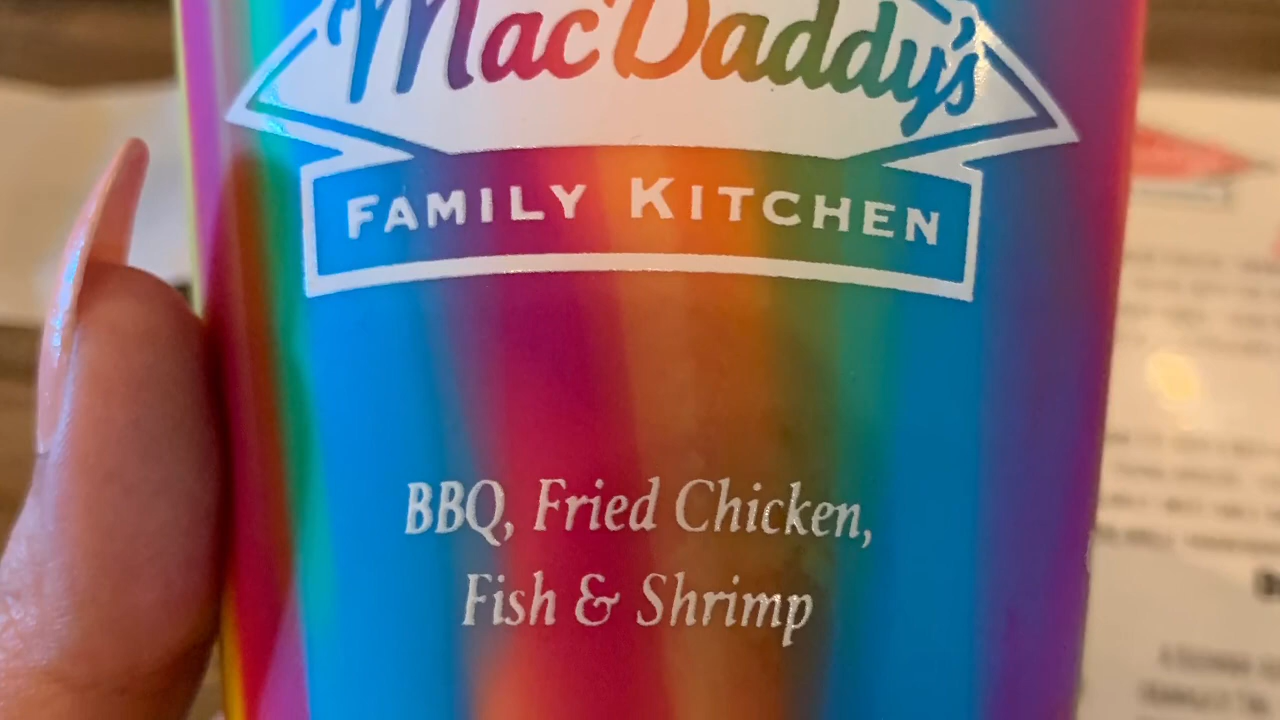 MacDaddy's
FAMILY KITCHEN
BBQ, Fried Chicken,
Fish & Shrimp